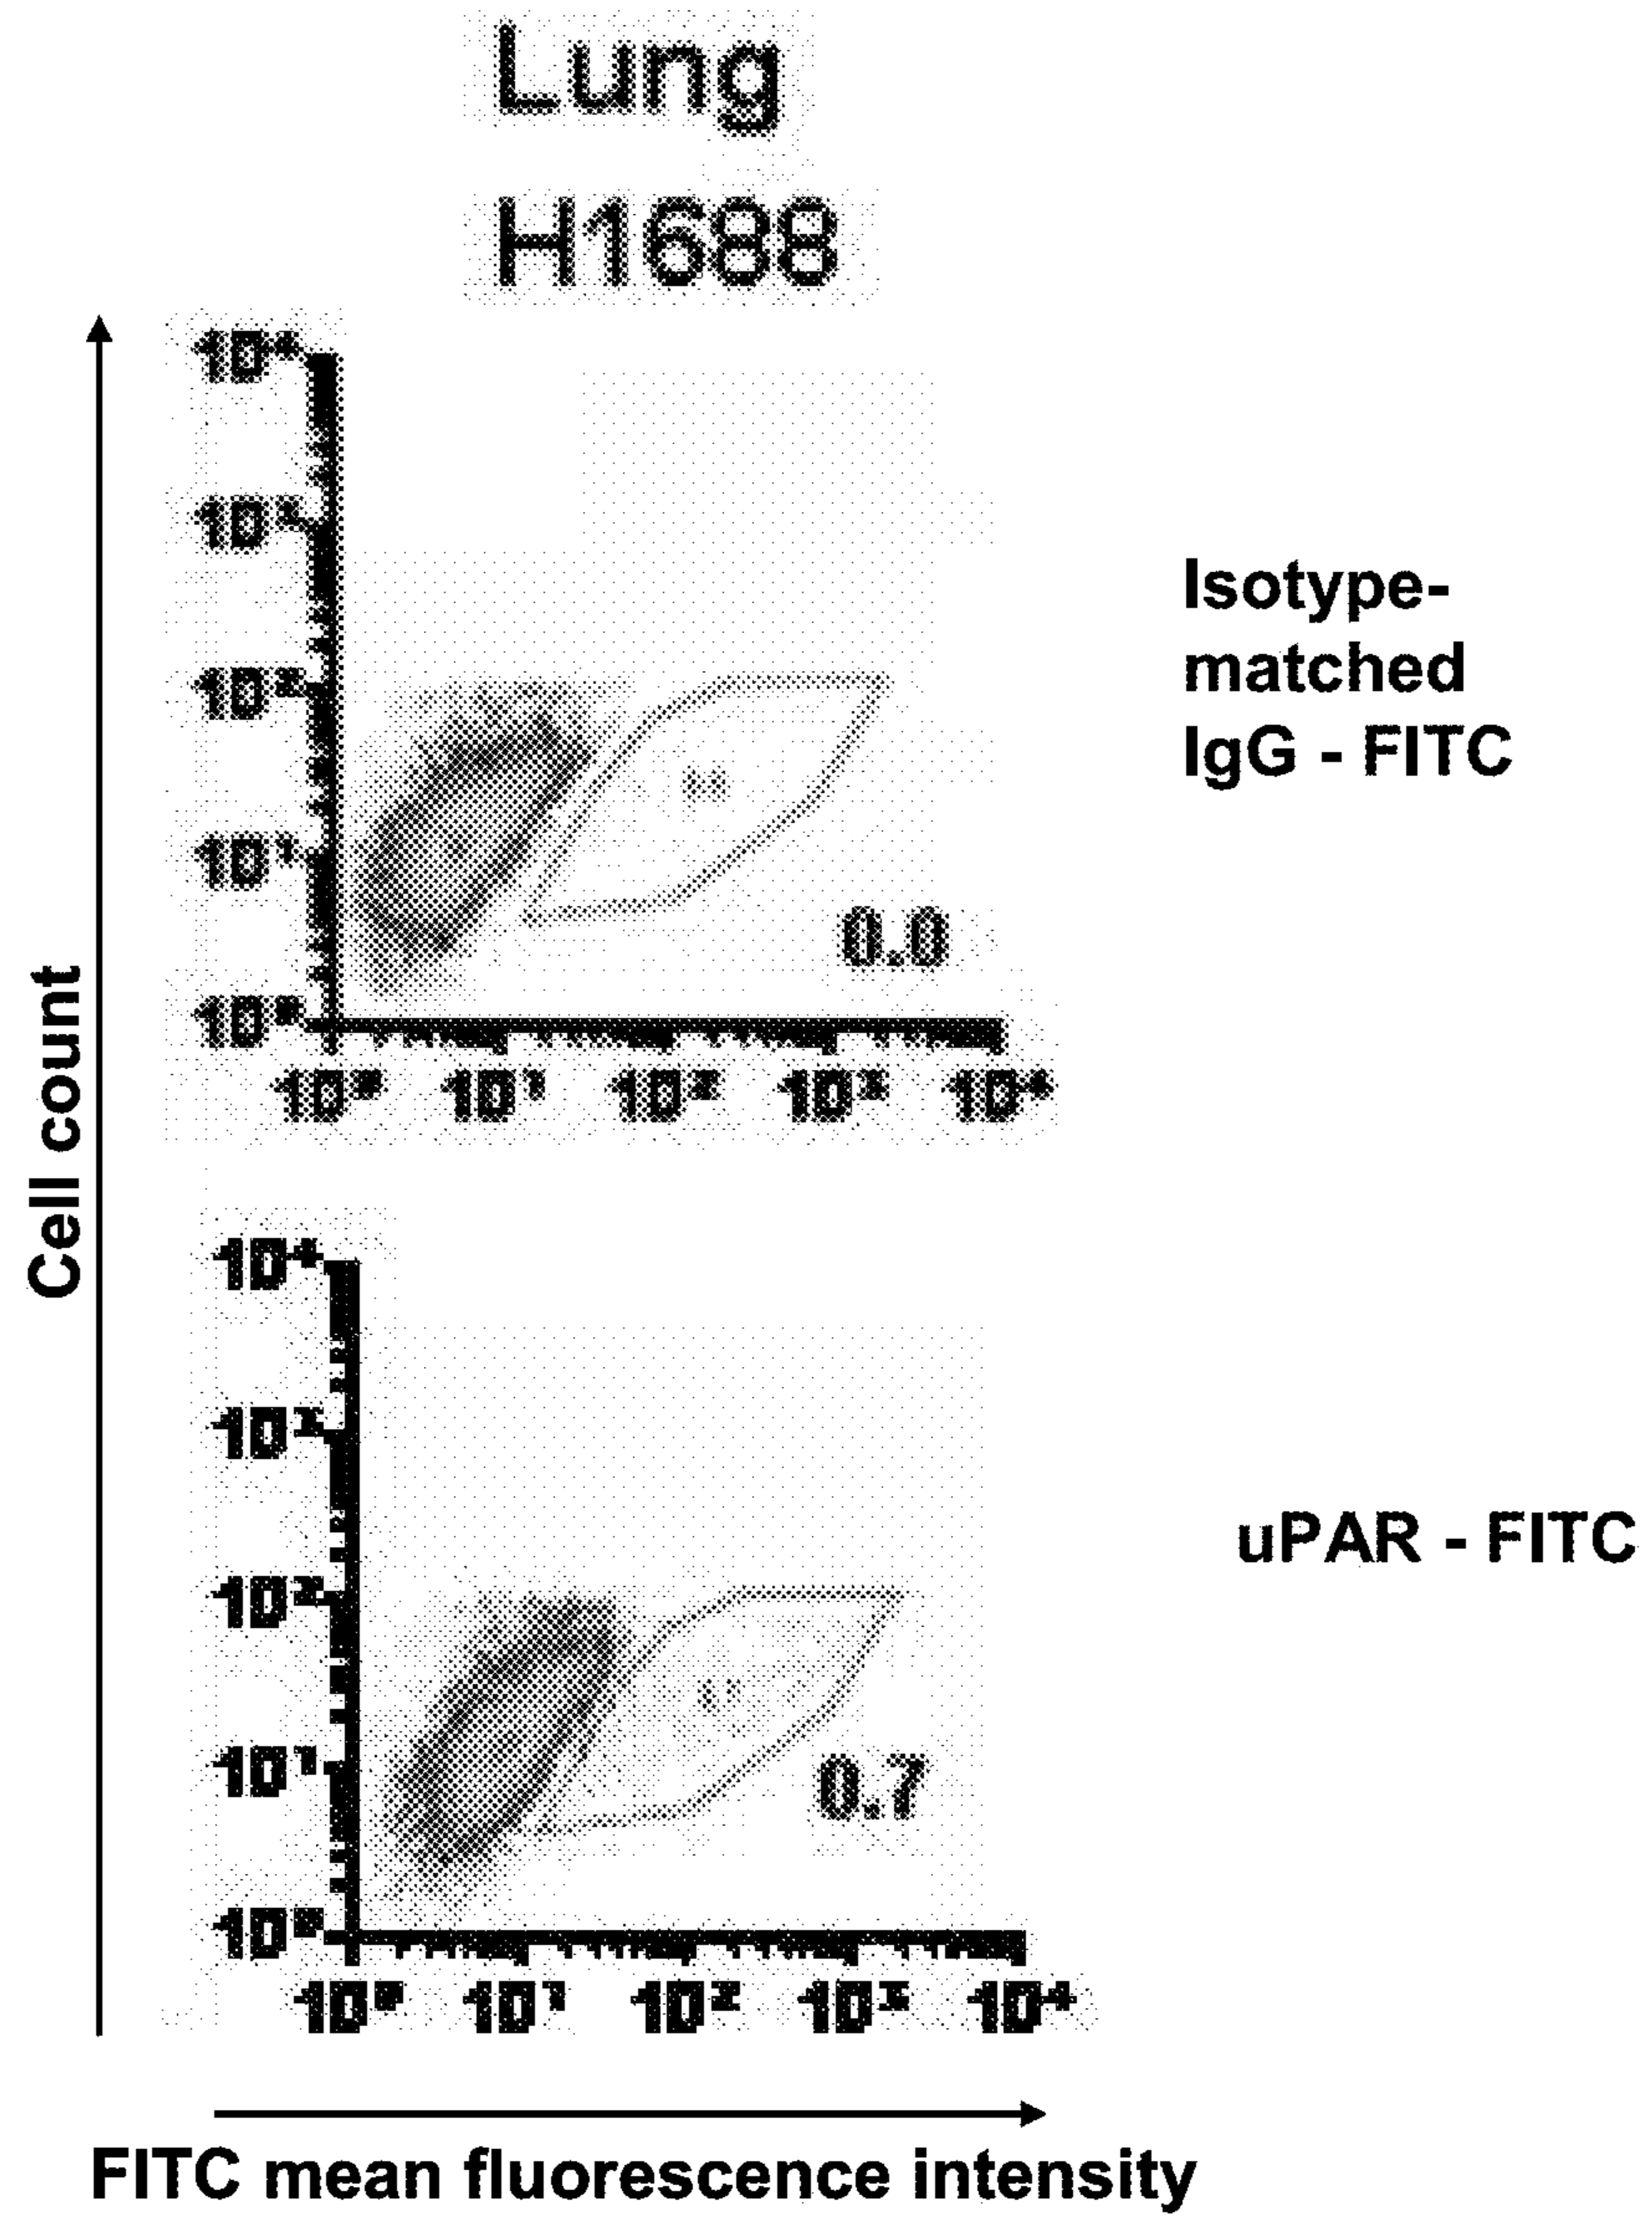 Lung
H1688
10⁴
10³
10²
10¹
10⁰
10⁰ 10¹ 10² 10³ 10⁴
0.0
Isotype-
matched
IgG - FITC
Cell count
10⁴
10³
10²
10¹
10⁰
10⁰ 10¹ 10² 10³ 10⁴
0.7
uPAR - FITC
FITC mean fluorescence intensity